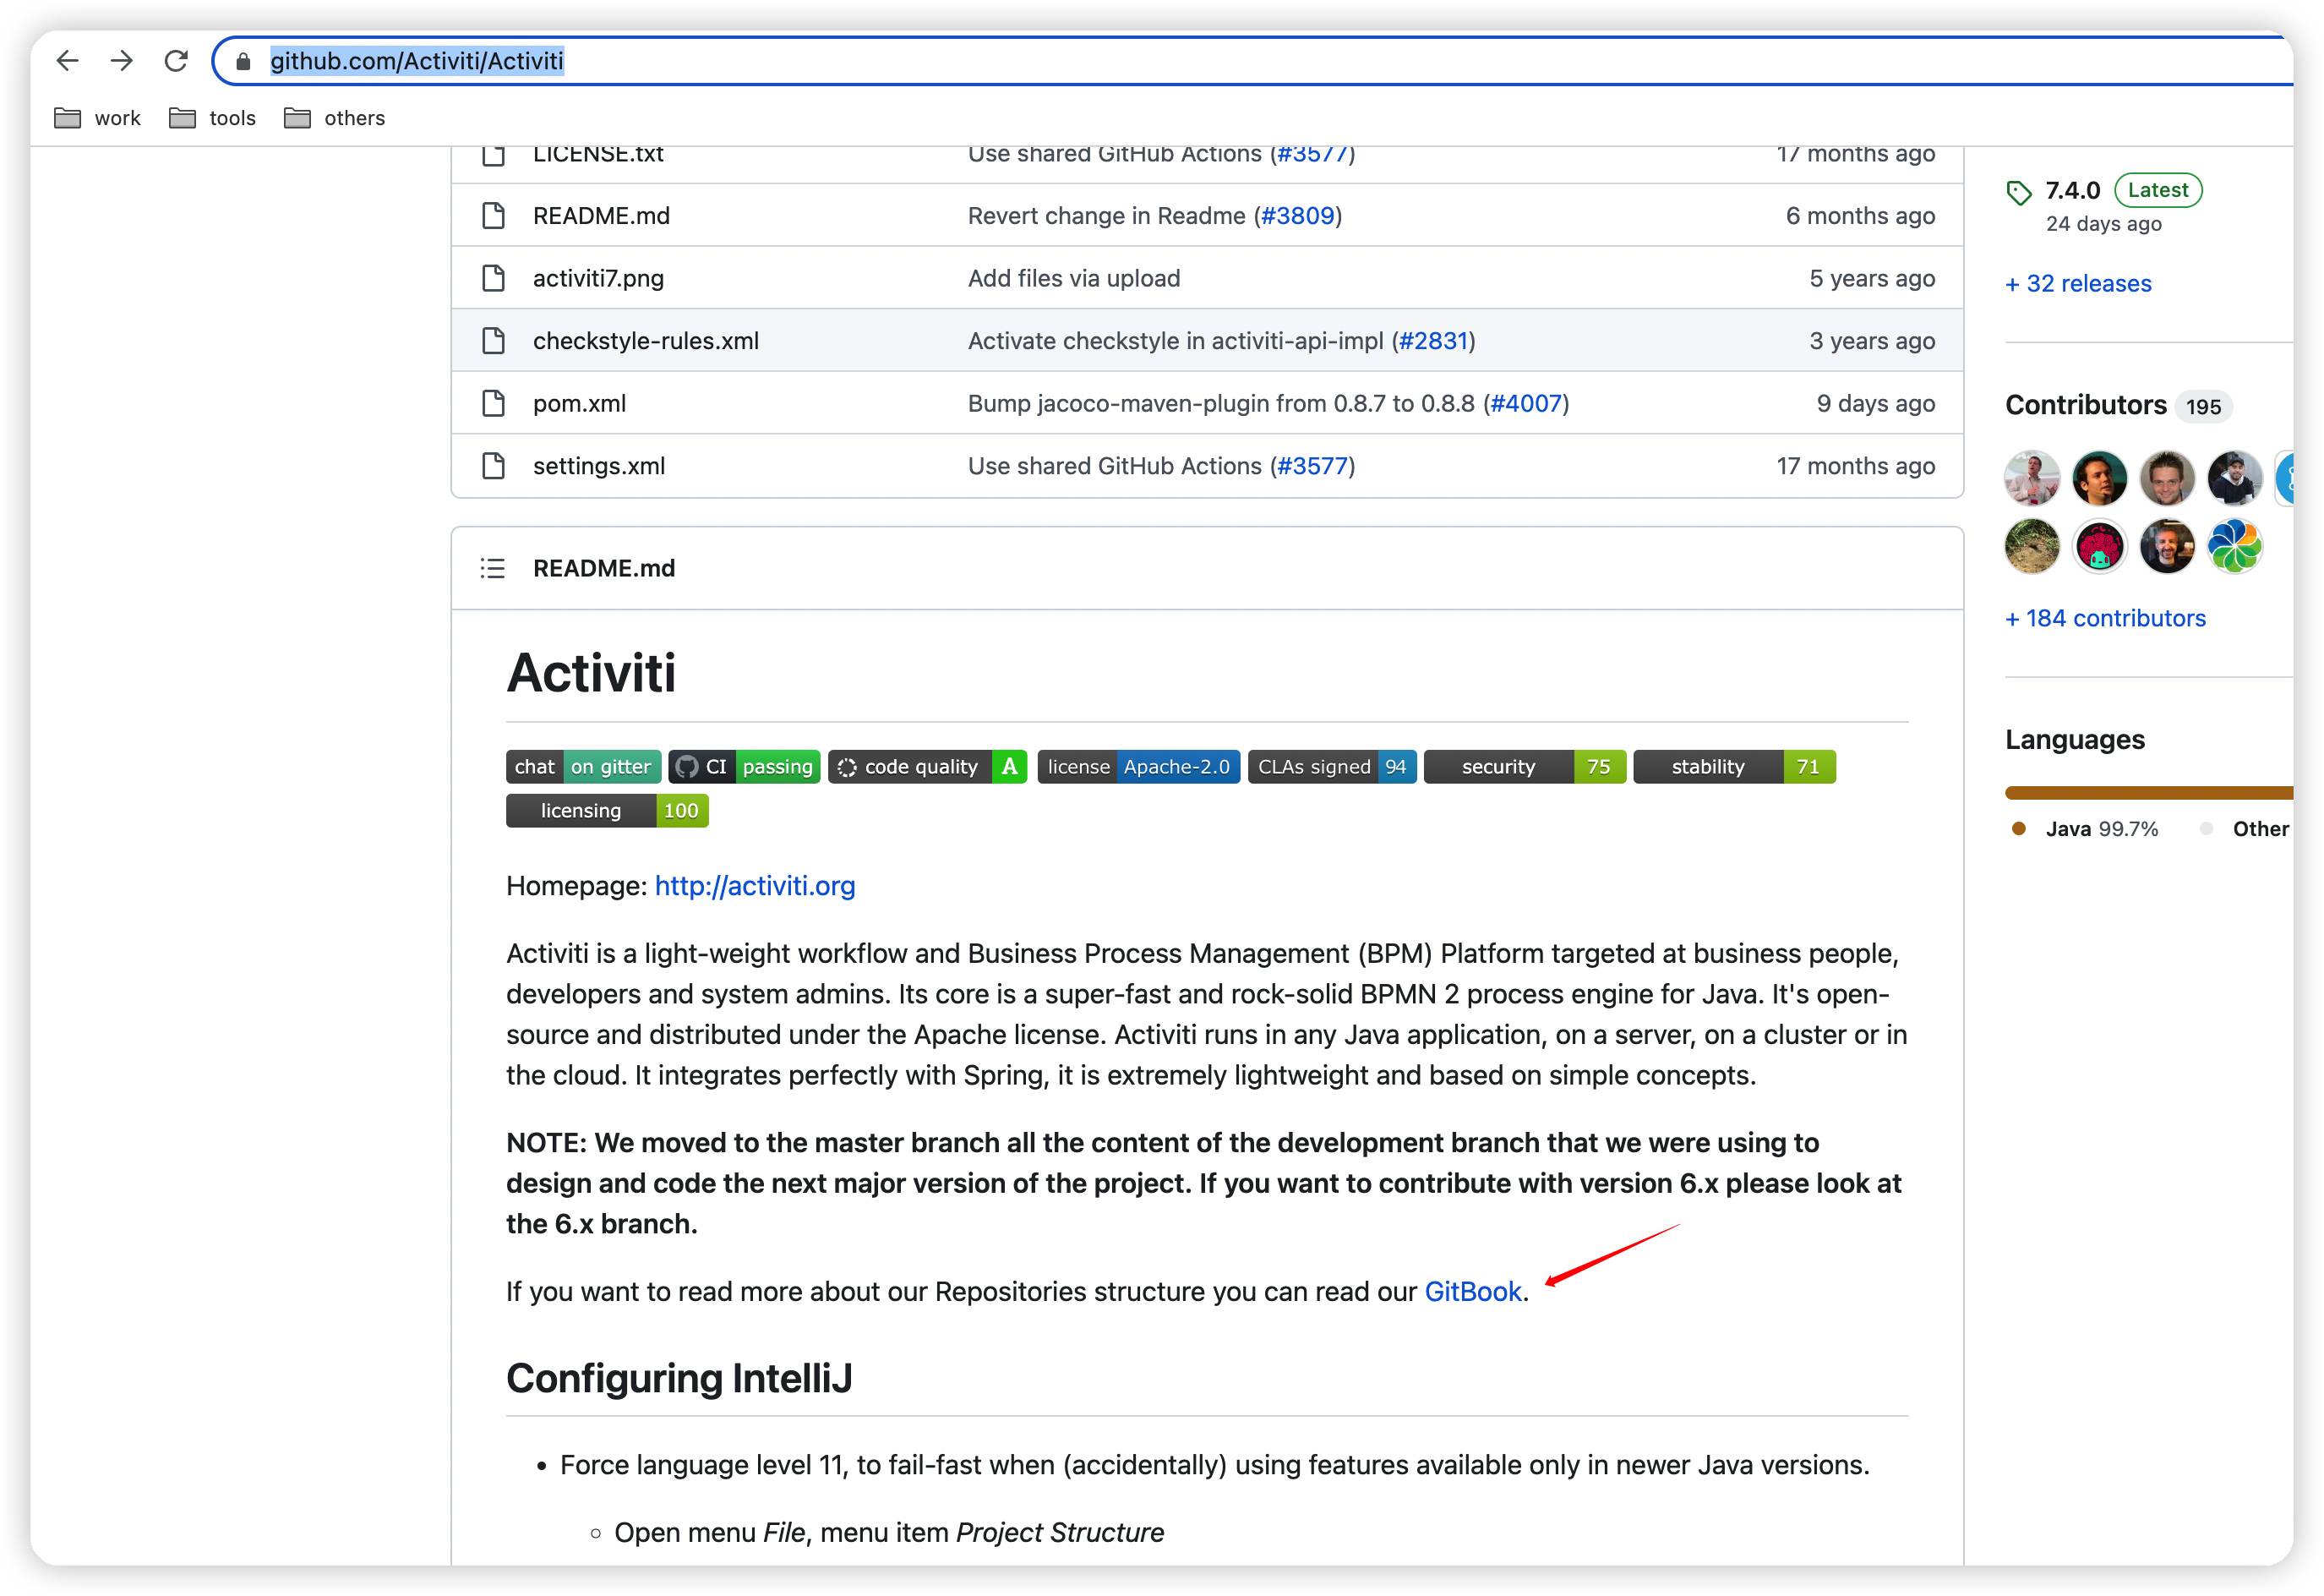 github.com/Activiti/Activiti
work tools others
LICENSE.txt Use shared GitHub Actions (#3577) 17 months ago
README.md Revert change in Readme (#3809) 6 months ago
activiti7.png Add files via upload 5 years ago
checkstyle-rules.xml Activate checkstyle in activiti-api-impl (#2831) 3 years ago
pom.xml Bump jacoco-maven-plugin from 0.8.7 to 0.8.8 (#4007) 9 days ago
settings.xml Use shared GitHub Actions (#3577) 17 months ago
README.md
Activiti
chat on gitter CI passing code quality A license Apache-2.0 CLAs signed 94 security 75 stability 71
licensing 100
Homepage: http://activiti.org
Activiti is a light-weight workflow and Business Process Management (BPM) Platform targeted at business people,
developers and system admins. Its core is a super-fast and rock-solid BPMN 2 process engine for Java. It's open-
source and distributed under the Apache license. Activiti runs in any Java application, on a server, on a cluster or in
the cloud. It integrates perfectly with Spring, it is extremely lightweight and based on simple concepts.
NOTE: We moved to the master branch all the content of the development branch that we were using to
design and code the next major version of the project. If you want to contribute with version 6.x please look at
the 6.x branch.
If you want to read more about our Repositories structure you can read our GitBook.
Configuring IntelliJ
• Force language level 11, to fail-fast when (accidentally) using features available only in newer Java versions.
◦ Open menu File, menu item Project Structure
7.4.0 Latest
24 days ago
+ 32 releases
Contributors 195
+ 184 contributors
Languages
Java 99.7% Other